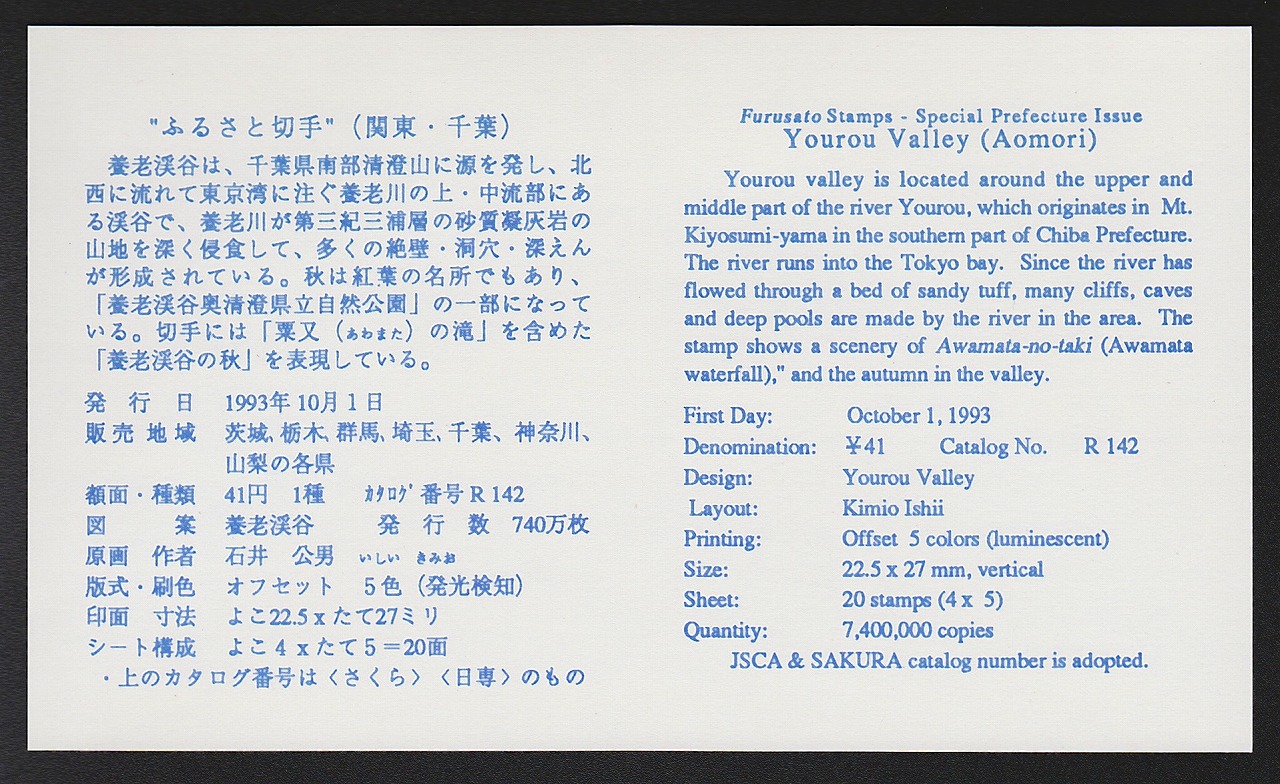 "ふるさと切手"（関東・千葉）
養老渓谷は、千葉県南部清澄山に源を発し、北
西に流れて東京湾に注ぐ養老川の上・中流部にあ
る渓谷で、養老川が第三紀三浦層の砂質凝灰岩の
山地を深く侵食して、多くの絶壁・洞穴・深えん
が形成されている。秋は紅葉の名所でもあり、
「養老渓谷奥清澄県立自然公園」の一部になって
いる。切手には「粟又（あわまた）の滝」を含めた
「養老渓谷の秋」を表現している。
発行日 1993年10月1日
販売地域 茨城、栃木、群馬、埼玉、千葉、神奈川、
山梨の各県
額面・種類 41円 1種 ｶﾀﾛｸﾞ番号 R 142
図案 養老渓谷 発行数 740万枚
原画作者 石井 公男 いしい きみお
版式・刷色 オフセット 5色（発光検知）
印面寸法 よこ22.5 x たて27ミリ
シート構成 よこ 4 x たて 5＝20面
・上のカタログ番号は〈さくら〉〈日専〉のもの
Furusato Stamps - Special Prefecture Issue
Yourou Valley (Aomori)
Yourou valley is located around the upper and
middle part of the river Yourou, which originates in Mt.
Kiyosumi-yama in the southern part of Chiba Prefecture.
The river runs into the Tokyo bay. Since the river has
flowed through a bed of sandy tuff, many cliffs, caves
and deep pools are made by the river in the area. The
stamp shows a scenery of Awamata-no-taki (Awamata
waterfall)," and the autumn in the valley.
First Day: October 1, 1993
Denomination: ¥41 Catalog No. R 142
Design: Yourou Valley
Layout: Kimio Ishii
Printing: Offset 5 colors (luminescent)
Size: 22.5 x 27 mm, vertical
Sheet: 20 stamps (4 x 5)
Quantity: 7,400,000 copies
JSCA & SAKURA catalog number is adopted.